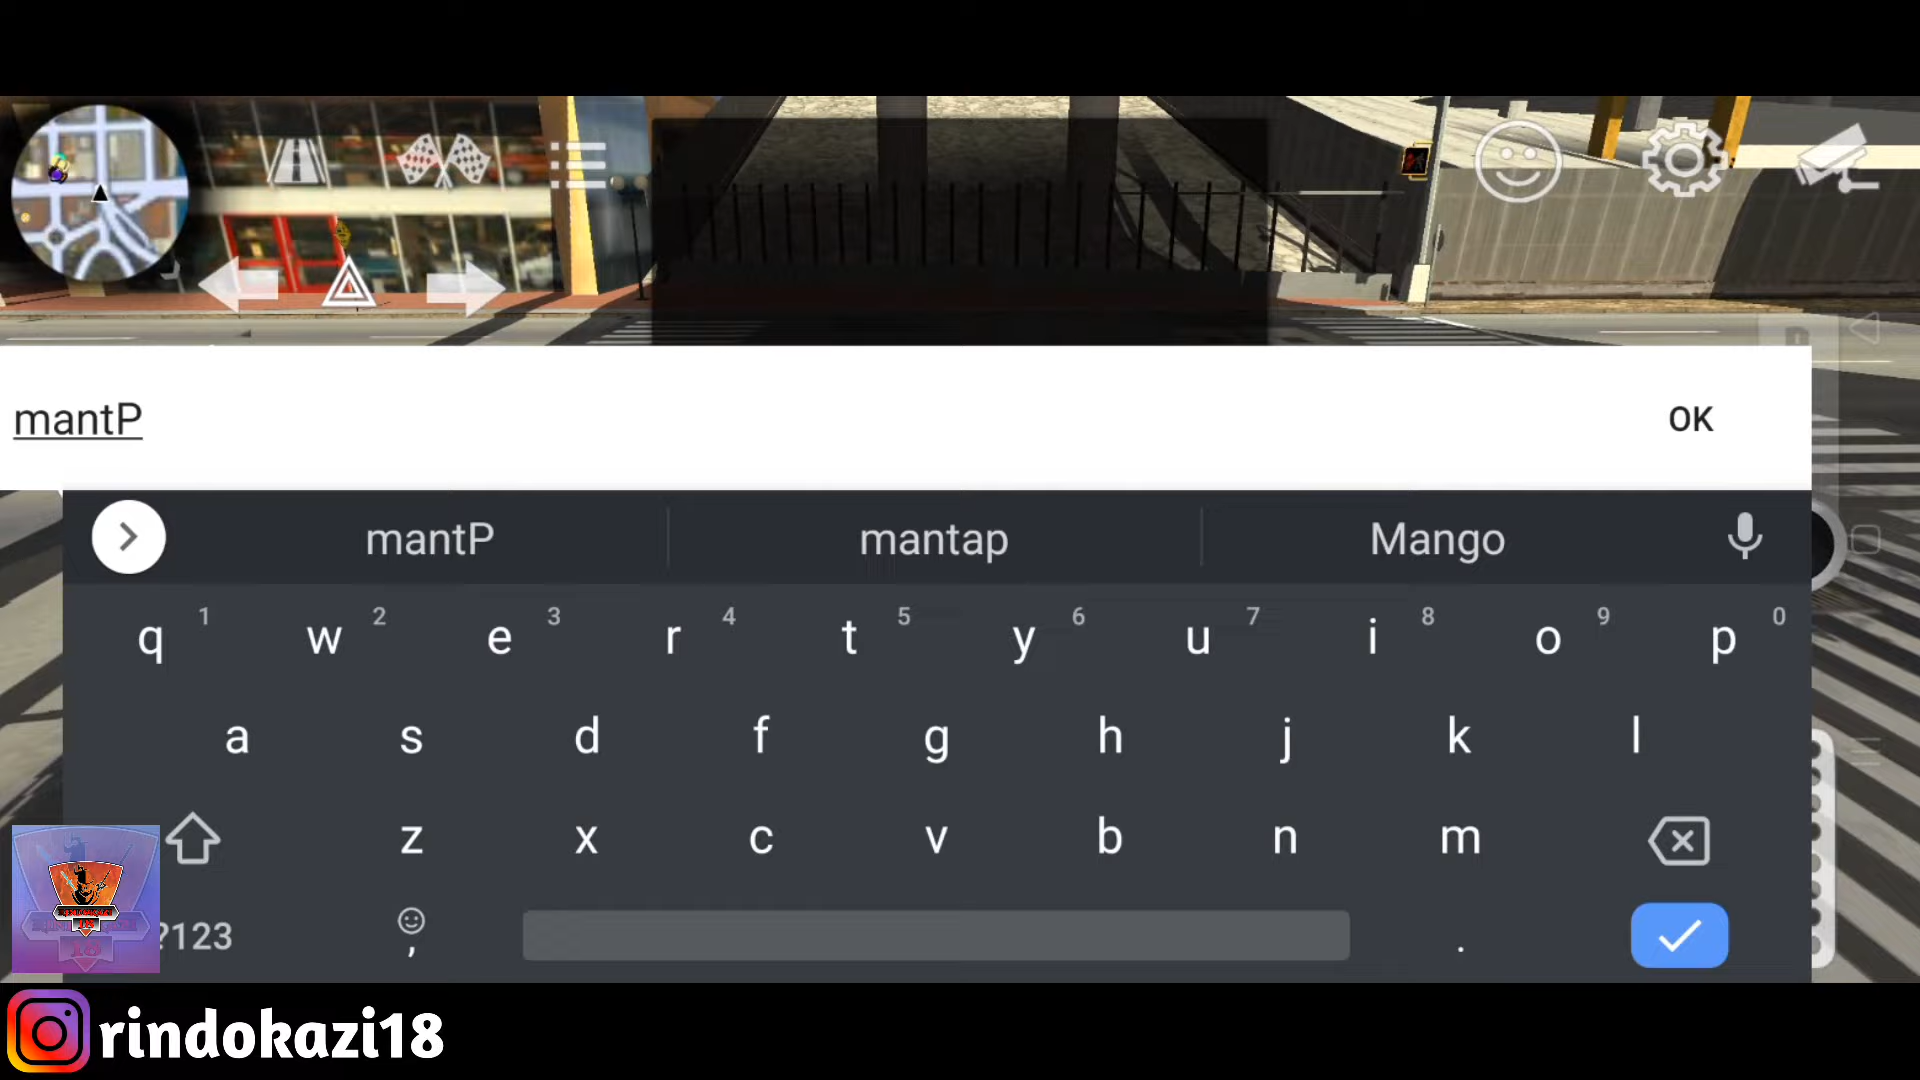 mantP
OK
mantP mantap Mango
q 1 w 2 e 3 r 4 t 5 y 6 u 7 i 8 o 9 p 0
a s d f g h j k l
z x c v b n m
?123 , .
rindokazi18